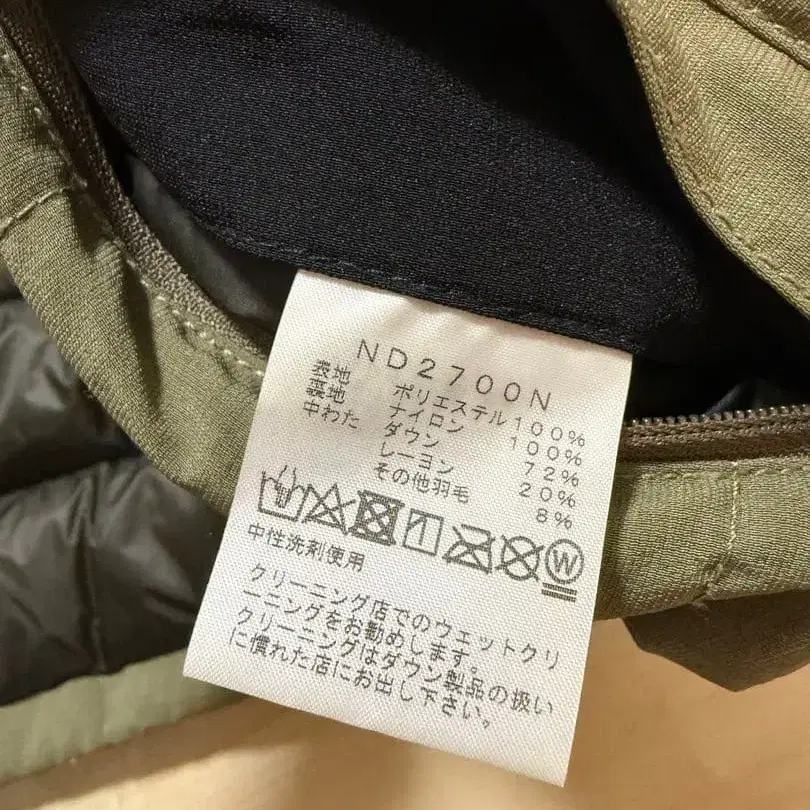 ND2700N
表地 ポリエステル 100%
裏地 ナイロン 100%
中わた ダウン 72%
レーヨン 20%
その他羽毛 8%
W
中性洗剤使用
クリーニング店でのウェットクリ
ーニングをお勧めします。
クリーニングはダウン製品の扱い
に慣れた店にお出し下さい。